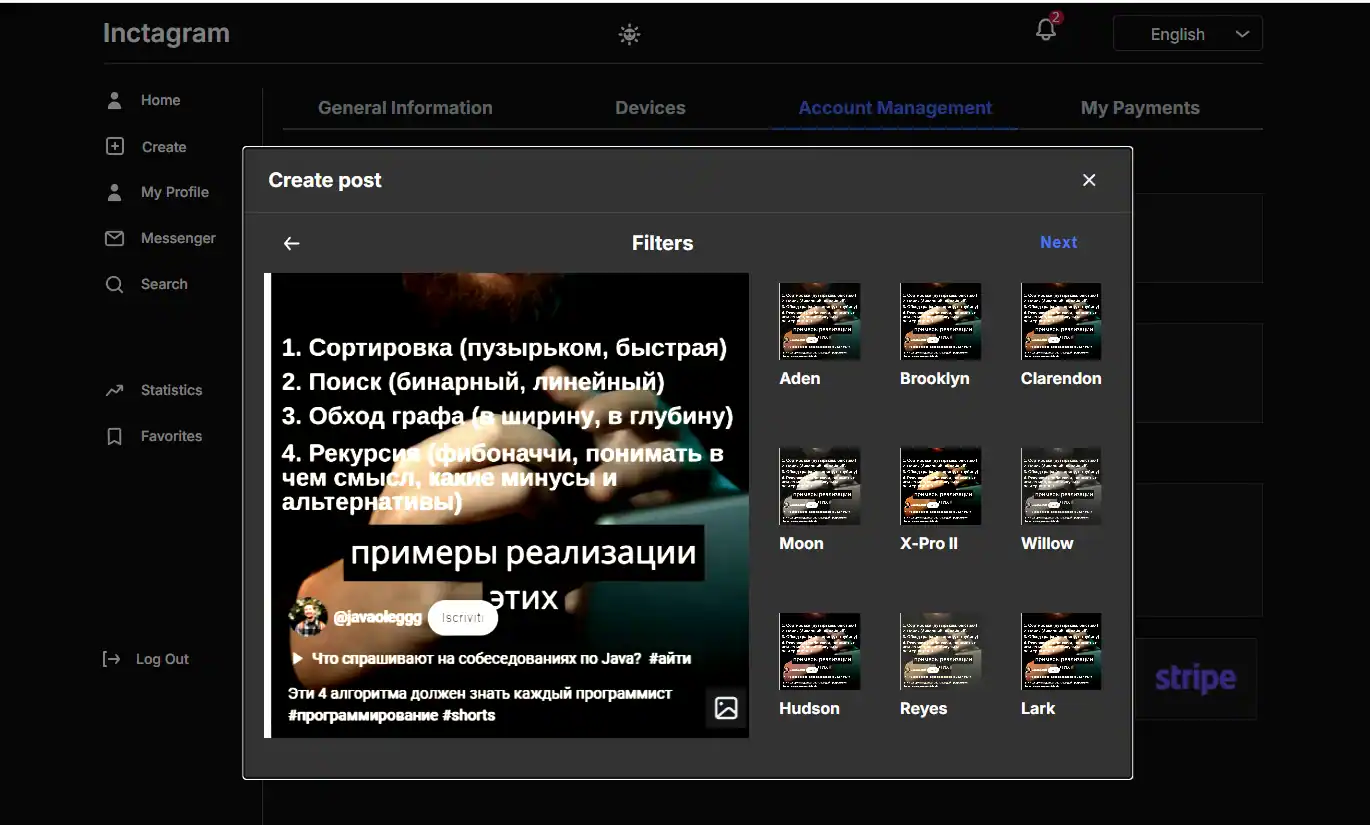 Inctagram
2
English
Home
Create
My Profile
Messenger
Search
Statistics
Favorites
Log Out
General Information
Devices
Account Management
My Payments
Create post
Filters
Next
1. Сортировка (пузырьком, быстрая)
2. Поиск (бинарный, линейный)
3. Обход графа (в ширину, в глубину)
4. Рекурсия (фибоначчи, понимать в
чем смысл, какие минусы и
альтернативы)
примеры реализации
этих
@javaoleggg
Iscriviti
Что спрашивают на собеседованиях по Java? #айти
Эти 4 алгоритма должен знать каждый программист
#программирование #shorts
Aden
Brooklyn
Clarendon
Moon
X-Pro II
Willow
Hudson
Reyes
Lark
stripe